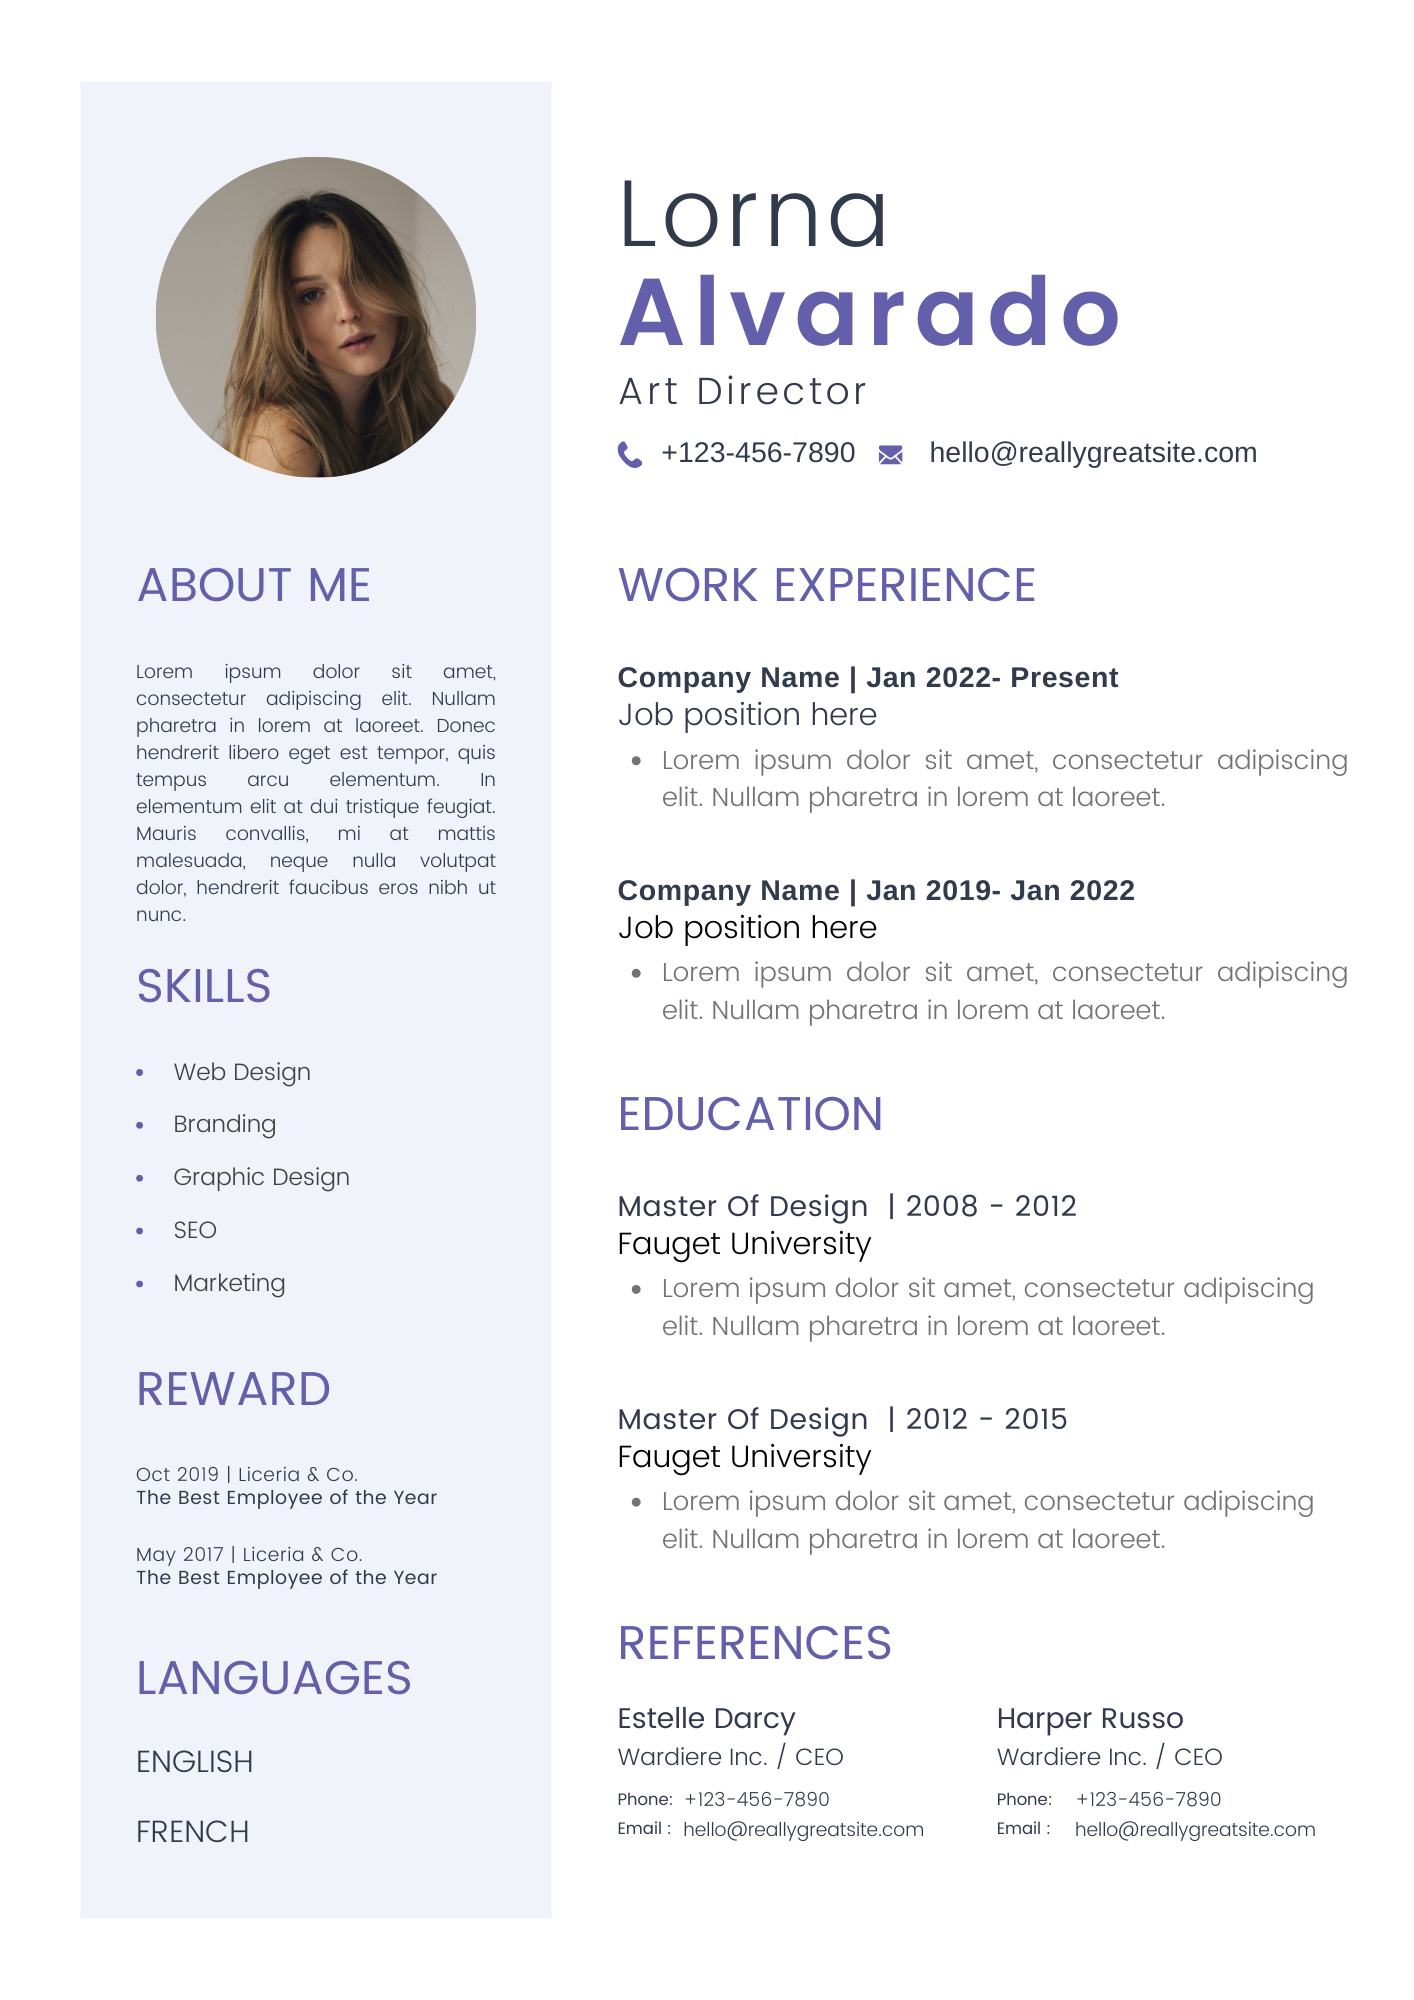 Lorna
Alvarado
Art Director
+123-456-7890 hello@reallygreatsite.com
ABOUT ME
Lorem ipsum dolor sit amet,
consectetur adipiscing elit. Nullam
pharetra in lorem at laoreet. Donec
hendrerit libero eget est tempor, quis
tempus arcu elementum. In
elementum elit at dui tristique feugiat.
Mauris convallis, mi at mattis
malesuada, neque nulla volutpat
dolor, hendrerit faucibus eros nibh ut
nunc.
SKILLS
• Web Design
• Branding
• Graphic Design
• SEO
• Marketing
REWARD
Oct 2019 | Liceria & Co.
The Best Employee of the Year
May 2017 | Liceria & Co.
The Best Employee of the Year
LANGUAGES
ENGLISH
FRENCH
WORK EXPERIENCE
Company Name | Jan 2022- Present
Job position here
• Lorem ipsum dolor sit amet, consectetur adipiscing
elit. Nullam pharetra in lorem at laoreet.
Company Name | Jan 2019- Jan 2022
Job position here
• Lorem ipsum dolor sit amet, consectetur adipiscing
elit. Nullam pharetra in lorem at laoreet.
EDUCATION
Master Of Design | 2008 - 2012
Fauget University
• Lorem ipsum dolor sit amet, consectetur adipiscing
elit. Nullam pharetra in lorem at laoreet.
Master Of Design | 2012 - 2015
Fauget University
• Lorem ipsum dolor sit amet, consectetur adipiscing
elit. Nullam pharetra in lorem at laoreet.
REFERENCES
Estelle Darcy
Wardiere Inc. / CEO
Phone: +123-456-7890
Email : hello@reallygreatsite.com
Harper Russo
Wardiere Inc. / CEO
Phone: +123-456-7890
Email : hello@reallygreatsite.com